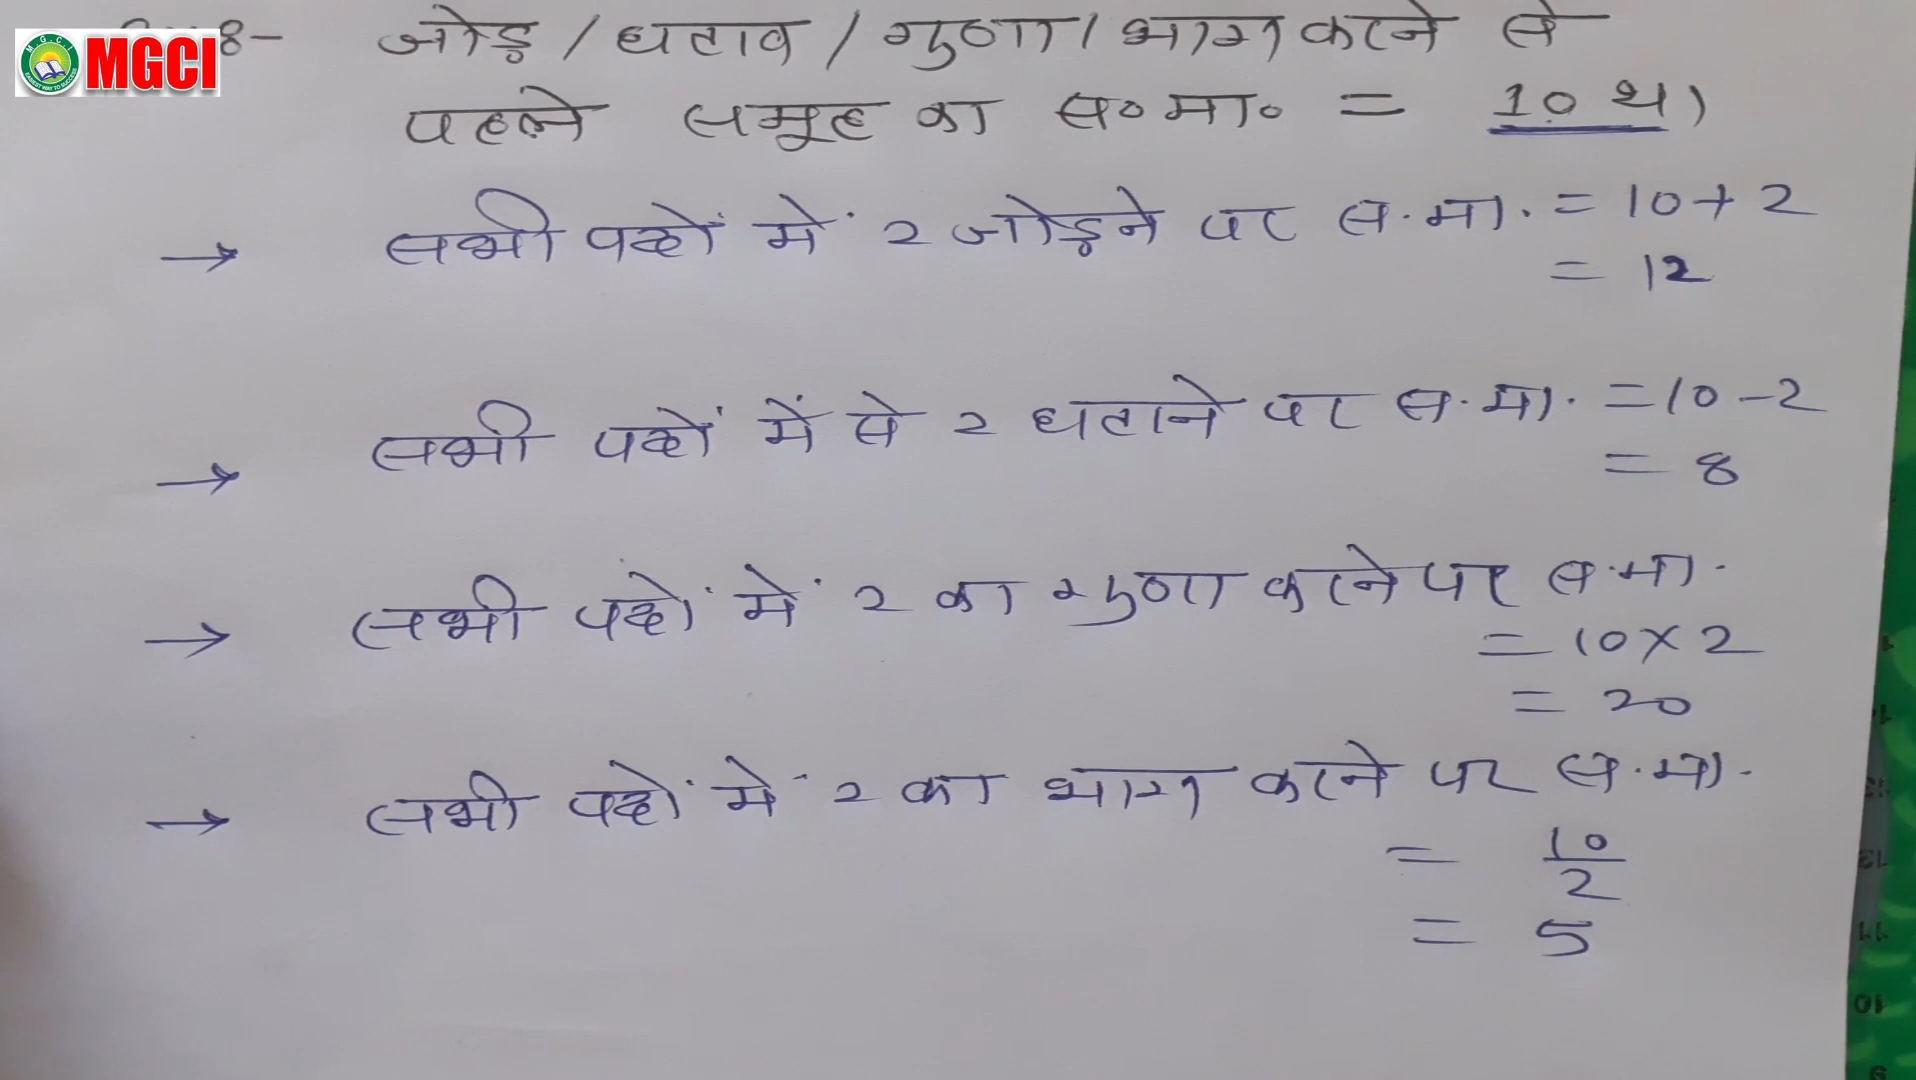 MGCI
8- जोड़ / घटाव / गुणा / भाग करने से
पहले समूह का स० मा० = 10 था
→ सभी पदों में 2 जोड़ने पर स. मा. = 10 + 2
= 12
→ सभी पदों में से 2 घटाने पर स. मा. = 10 - 2
= 8
→ सभी पदों में 2 का गुणा करने पर स. मा.
= 10 × 2
= 20
→ सभी पदों में 2 का भाग करने पर स. मा.
= 10/2
= 5